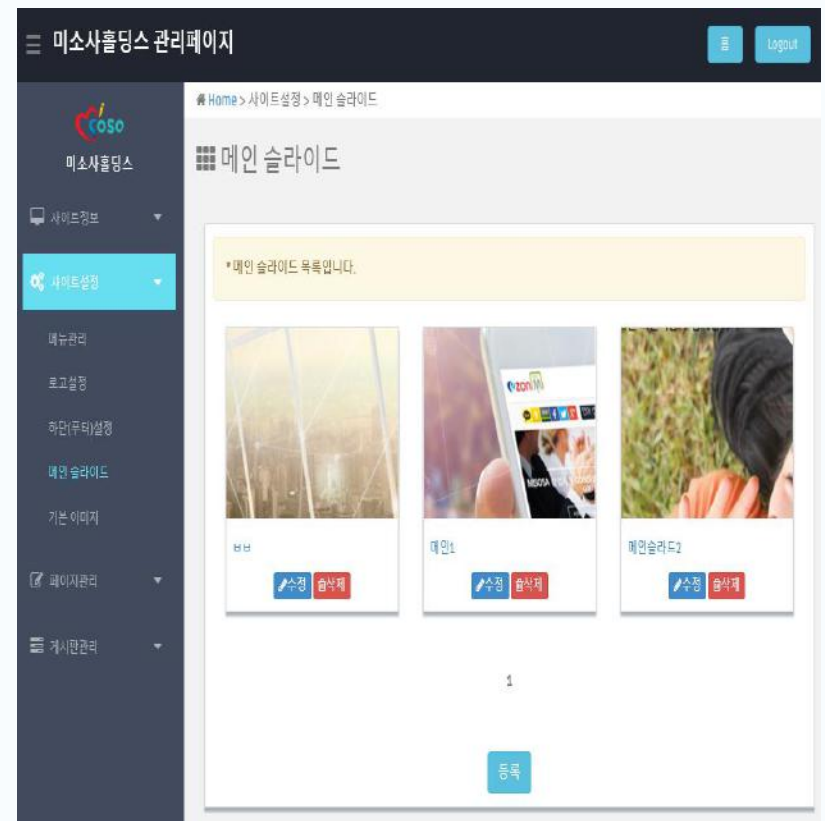 미소사홀딩스 관리페이지
홈
Logout
Home > 사이트설정 > 메인 슬라이드
coso
미소사홀딩스
메인 슬라이드
사이트정보
사이트설정
메뉴관리
로고설정
하단(푸터)설정
메인 슬라이드
기본 이미지
페이지관리
게시판관리
* 메인 슬라이드 목록입니다.
zonMi
ㅂㅂ
메인1
메인슬라드2
수정 삭제
수정 삭제
수정 삭제
1
등록